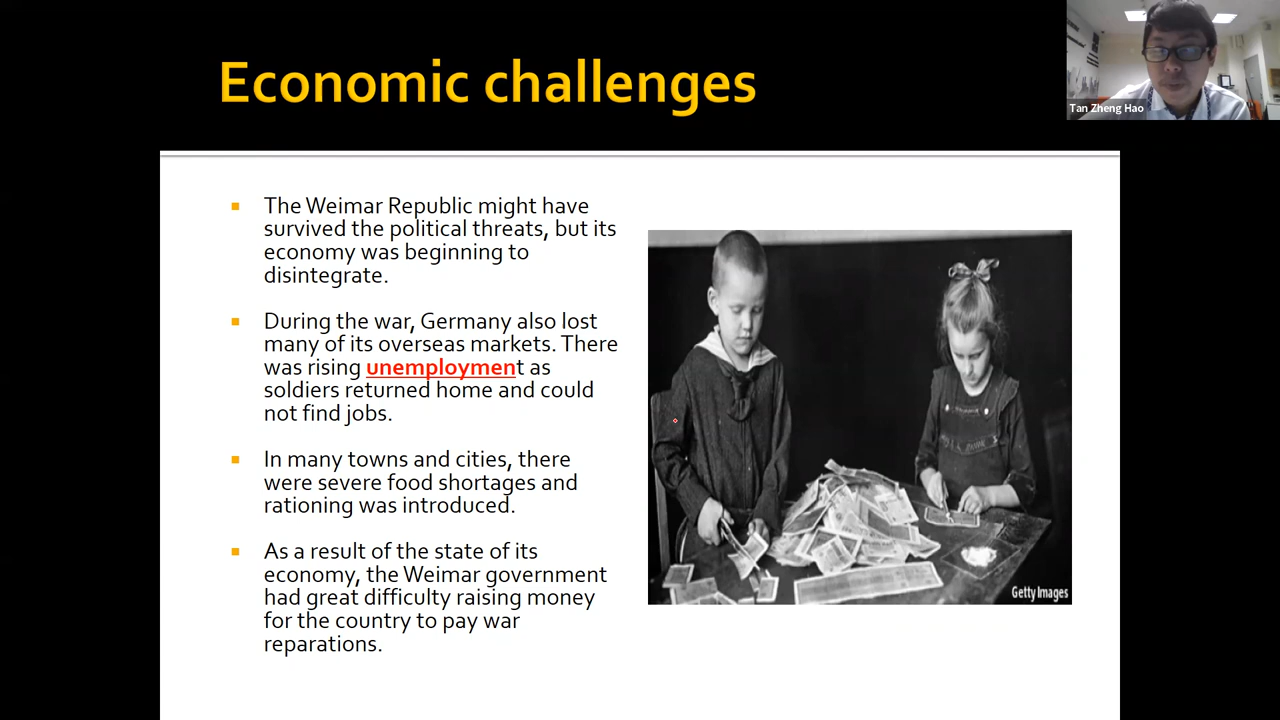 Economic challenges
Tan Zheng Hao
The Weimar Republic might have
survived the political threats, but its
economy was beginning to
disintegrate.
During the war, Germany also lost
many of its overseas markets. There
was rising unemployment as
soldiers returned home and could
not find jobs.
In many towns and cities, there
were severe food shortages and
rationing was introduced.
As a result of the state of its
economy, the Weimar government
had great difficulty raising money
for the country to pay war
reparations.
Getty Images